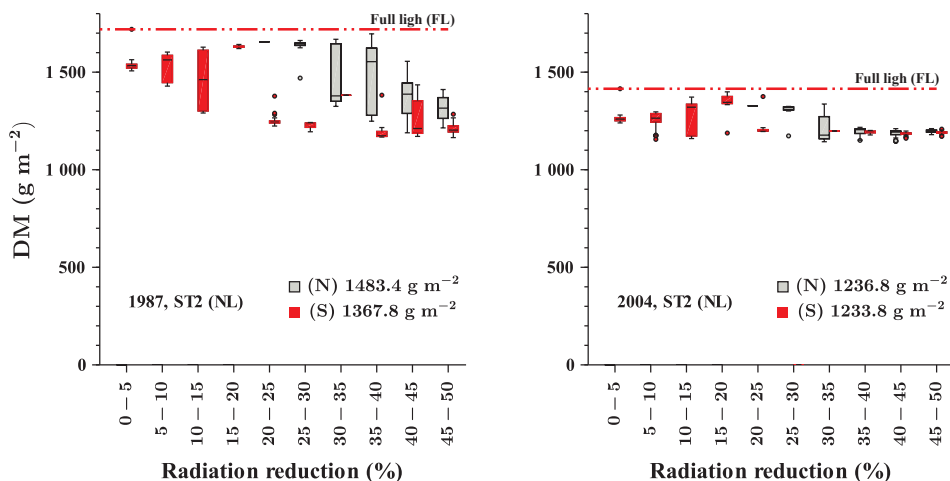 Full ligh (FL)
DM (g m⁻²)
1 500
1 000
500
0
1987, ST2 (NL)
(N) 1483.4 g m⁻²
(S) 1367.8 g m⁻²
0 − 5
5 − 10
10 − 15
15 − 20
20 − 25
25 − 30
30 − 35
35 − 40
40 − 45
45 − 50
Radiation reduction (%)
Full ligh (FL)
1 500
1 000
500
0
2004, ST2 (NL)
(N) 1236.8 g m⁻²
(S) 1233.8 g m⁻²
0 − 5
5 − 10
10 − 15
15 − 20
20 − 25
25 − 30
30 − 35
35 − 40
40 − 45
45 − 50
Radiation reduction (%)